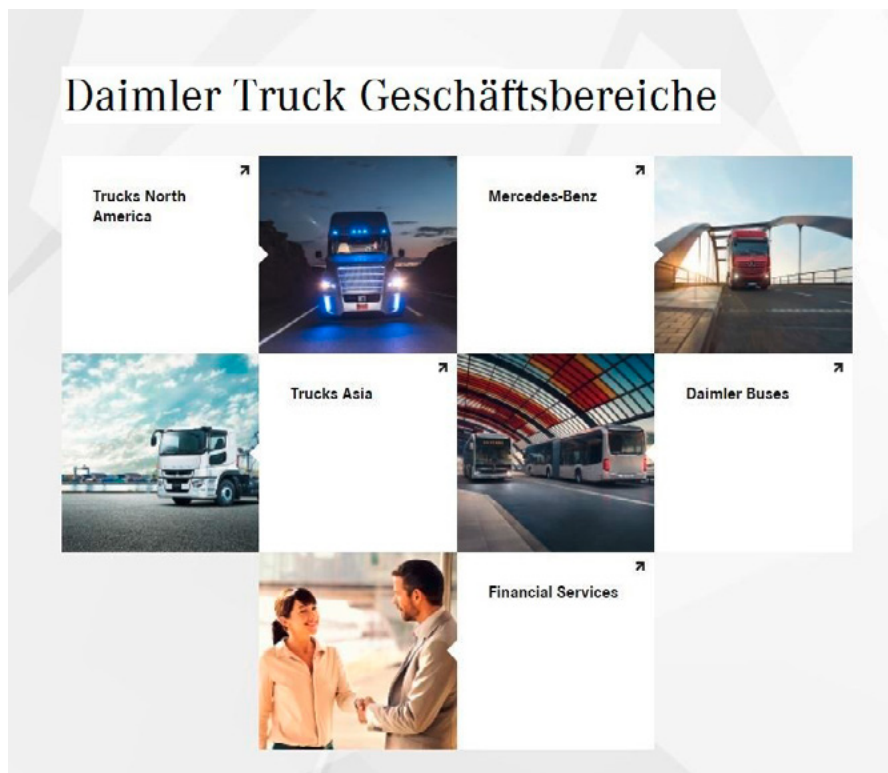 Daimler Truck Geschäftsbereiche
Trucks North
America
Mercedes-Benz
Trucks Asia
Daimler Buses
Financial Services